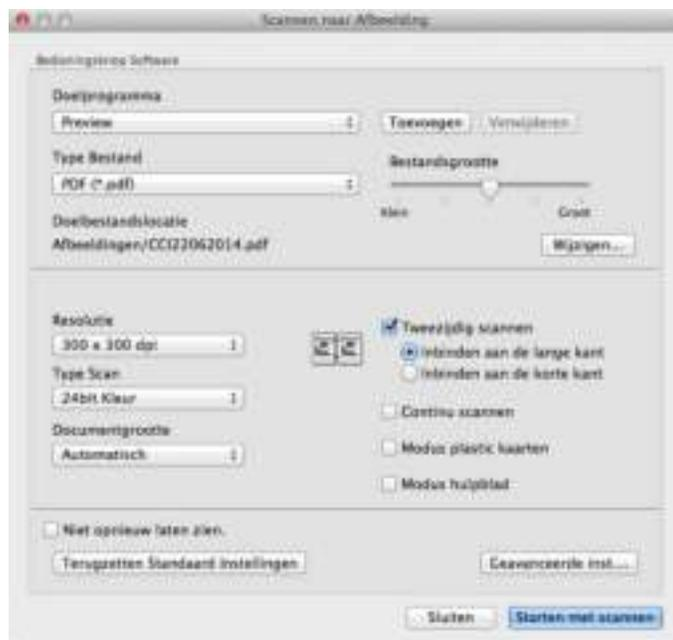 Scannen naar Afbeelding
Bedieningsknop Software
Doelprogramma
Preview
Toevoegen Verwijderen
Type Bestand
PDF (*.pdf)
Bestandsgrootte
Klein Groot
Doelbestandslocatie
Afbeeldingen/CCI22062014.pdf
Wijzigen...
Resolutie
300 x 300 dpi
Type Scan
24bit Kleur
Documentgrootte
Automatisch
Tweezijdig scannen
Inbinden aan de lange kant
Inbinden aan de korte kant
Continu scannen
Modus plastic kaarten
Modus hulpblad
Niet opnieuw laten zien.
Terugzetten Standaard Instellingen
Geavanceerde inst....
Sluiten
Starten met scannen